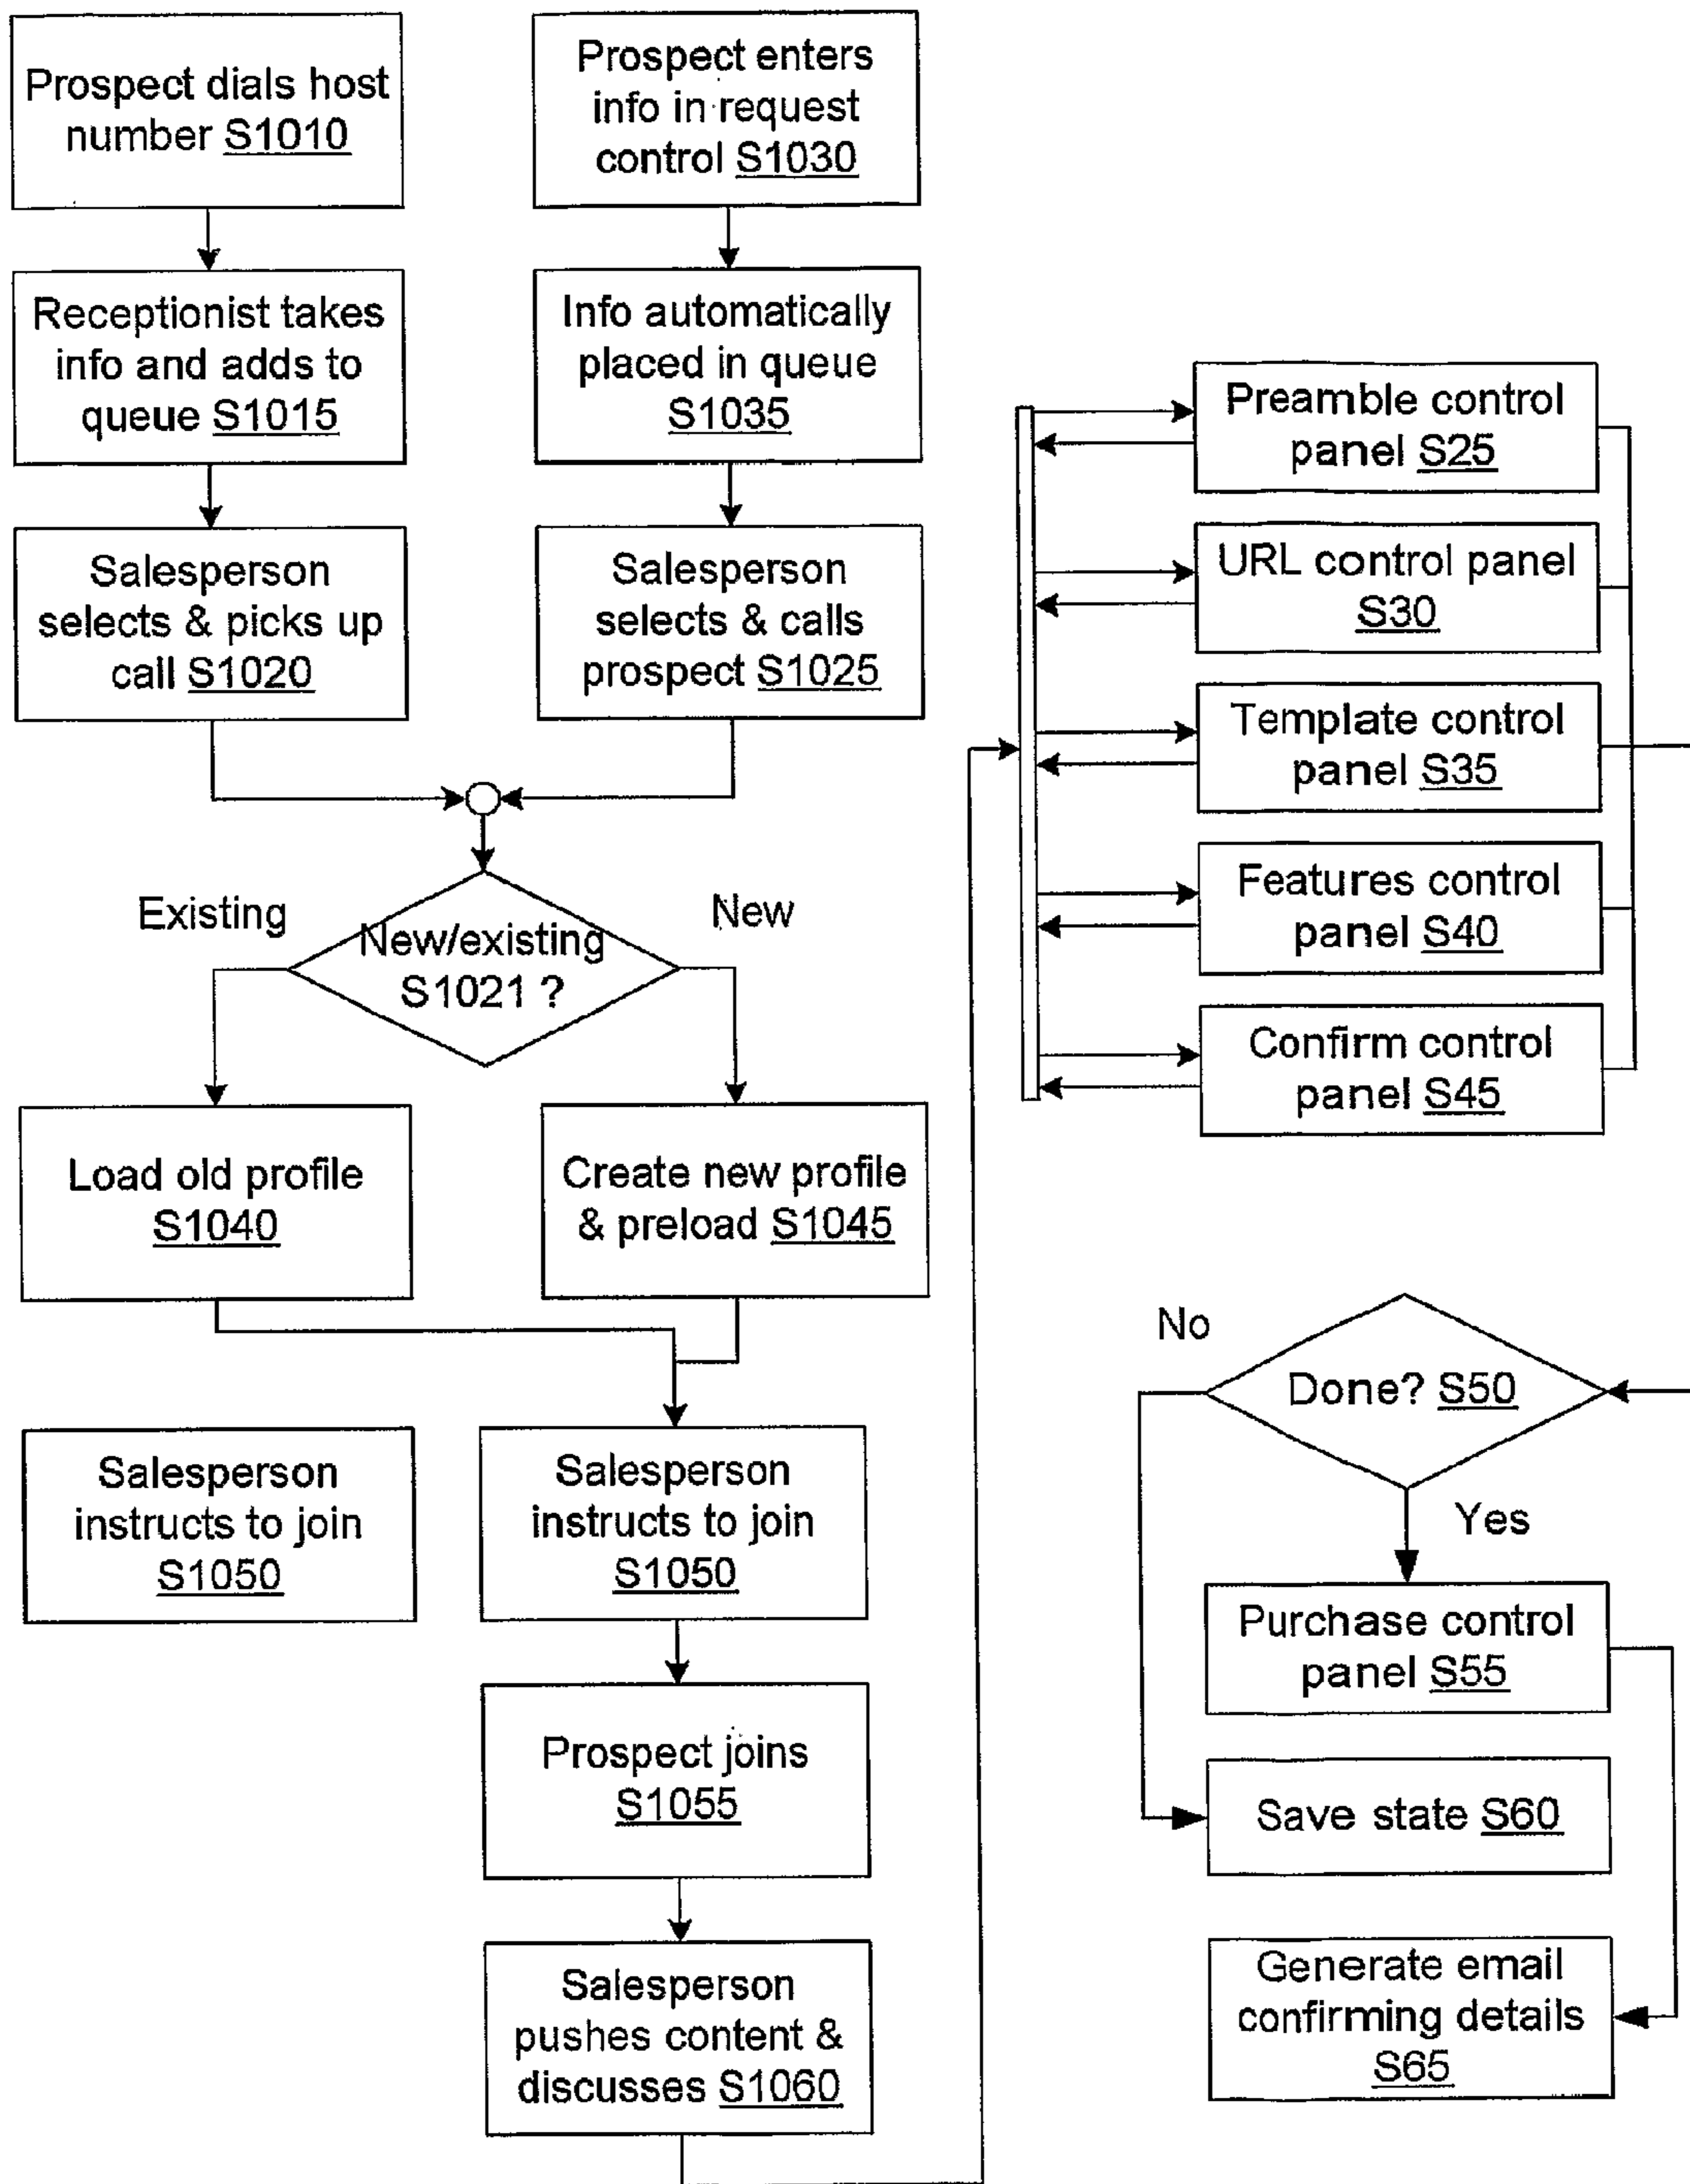 Prospect dials host
number S1010
Prospect enters
info in request
control S1030
Receptionist takes
info and adds to
queue S1015
Info automatically
placed in queue
S1035
Salesperson
selects & picks up
call S1020
Salesperson
selects & calls
prospect S1025
Existing
New
New/existing
S1021 ?
Load old profile
S1040
Create new profile
& preload S1045
Salesperson
instructs to join
S1050
Salesperson
instructs to join
S1050
Prospect joins
S1055
Salesperson
pushes content &
discusses S1060
Preamble control
panel S25
URL control panel
S30
Template control
panel S35
Features control
panel S40
Confirm control
panel S45
No
Done? S50
Yes
Purchase control
panel S55
Save state S60
Generate email
confirming details
S65